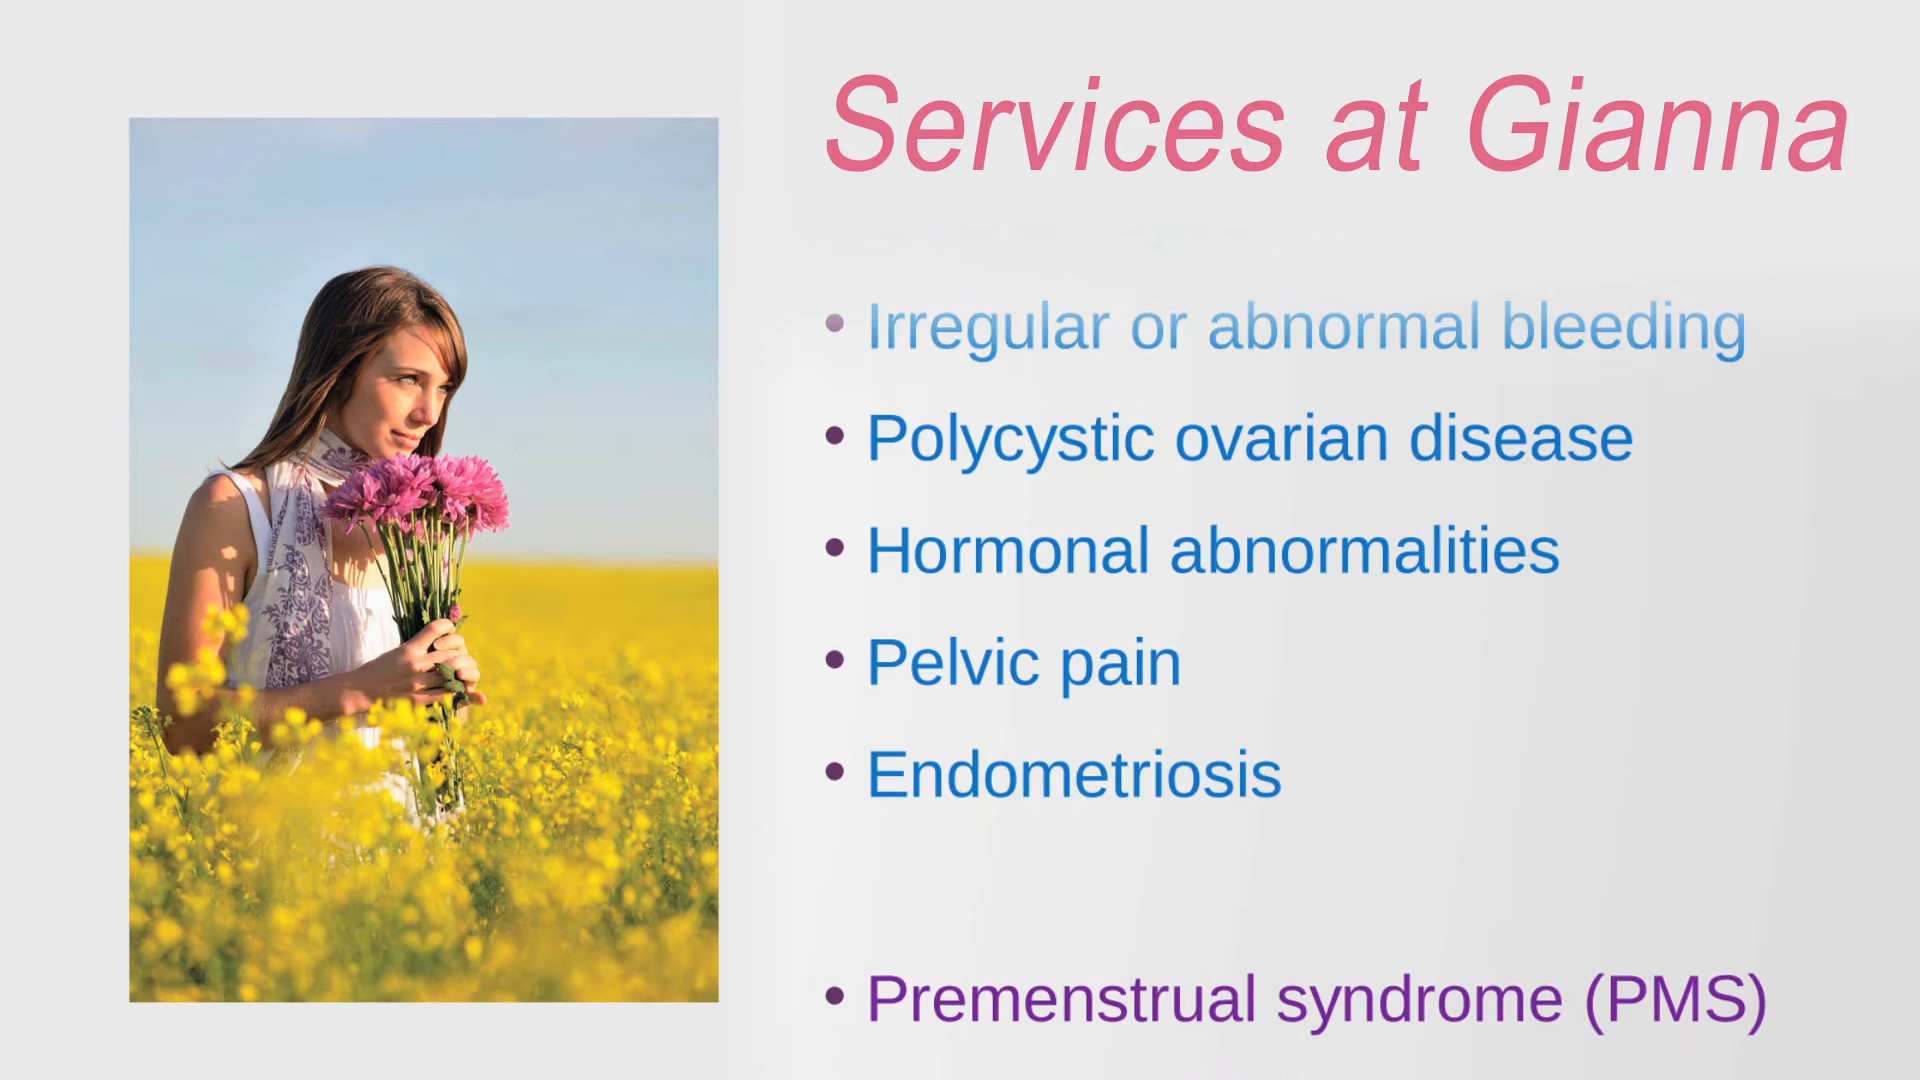 Services at Gianna
• Irregular or abnormal bleeding
• Polycystic ovarian disease
• Hormonal abnormalities
• Pelvic pain
• Endometriosis
• Premenstrual syndrome (PMS)